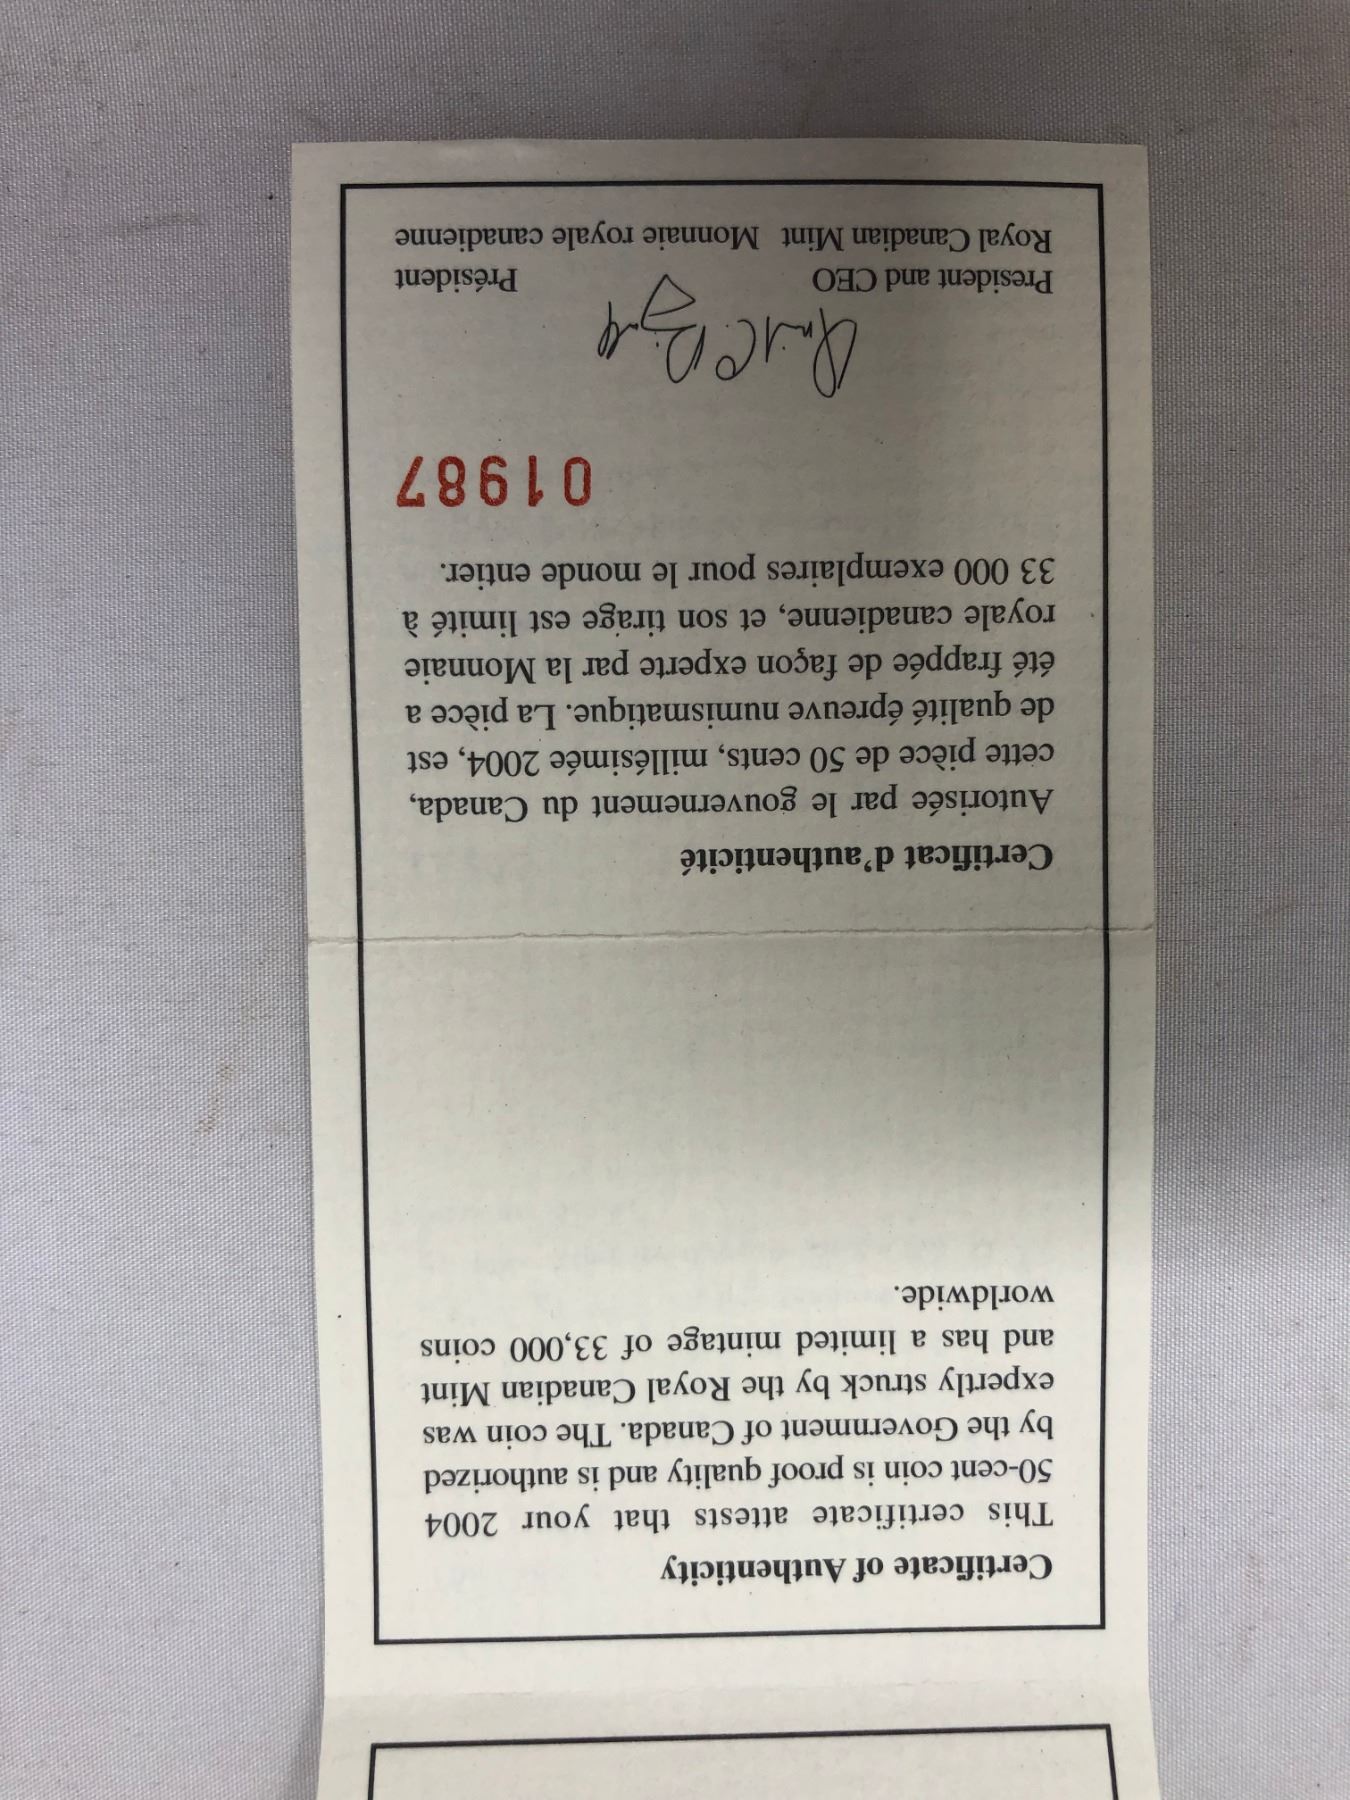 Certificate of Authenticity
This certificate attests that your 2004
50-cent coin is proof quality and is authorized
by the Government of Canada. The coin was
expertly struck by the Royal Canadian Mint
and has a limited mintage of 33,000 coins
worldwide.
Certificat d'authenticité
Autorisée par le gouvernement du Canada,
cette pièce de 50 cents, millésimée 2004, est
de qualité épreuve numismatique. La pièce a
été frappée de façon experte par la Monnaie
royale canadienne, et son tirage est limité à
33 000 exemplaires pour le monde entier.
01987
President and CEO Président
Royal Canadian Mint Monnaie royale canadienne